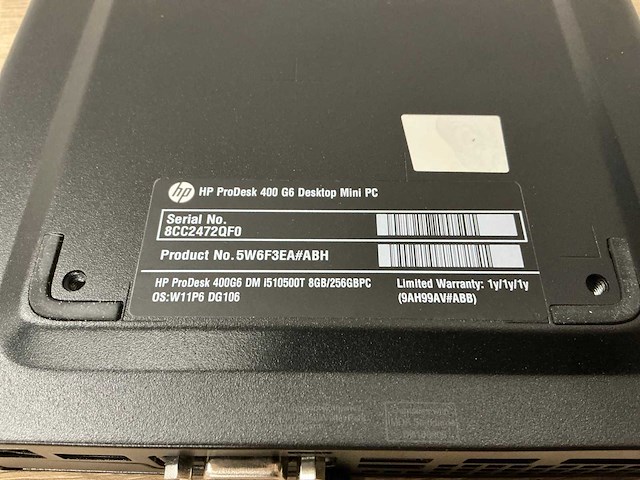 hp HP ProDesk 400 G6 Desktop Mini PC
Serial No.
8CC2472QF0
Product No.5W6F3EA#ABH
HP ProDesk 400G6 DM I510500T 8GB/256GBPC
OS:W11P6 DG106
Limited Warranty: 1y/1y/1y
(9AH99AV#ABB)